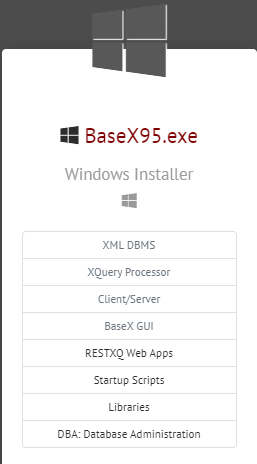 BaseX95.exe
Windows Installer
XML DBMS
XQuery Processor
Client/Server
BaseX GUI
RESTXQ Web Apps
Startup Scripts
Libraries
DBA: Database Administration